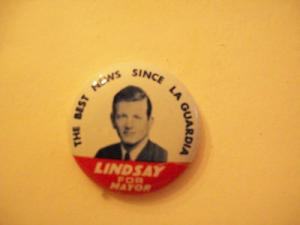 THE BEST NEWS SINCE LA GUARDIA
LINDSAY
FOR
MAYOR